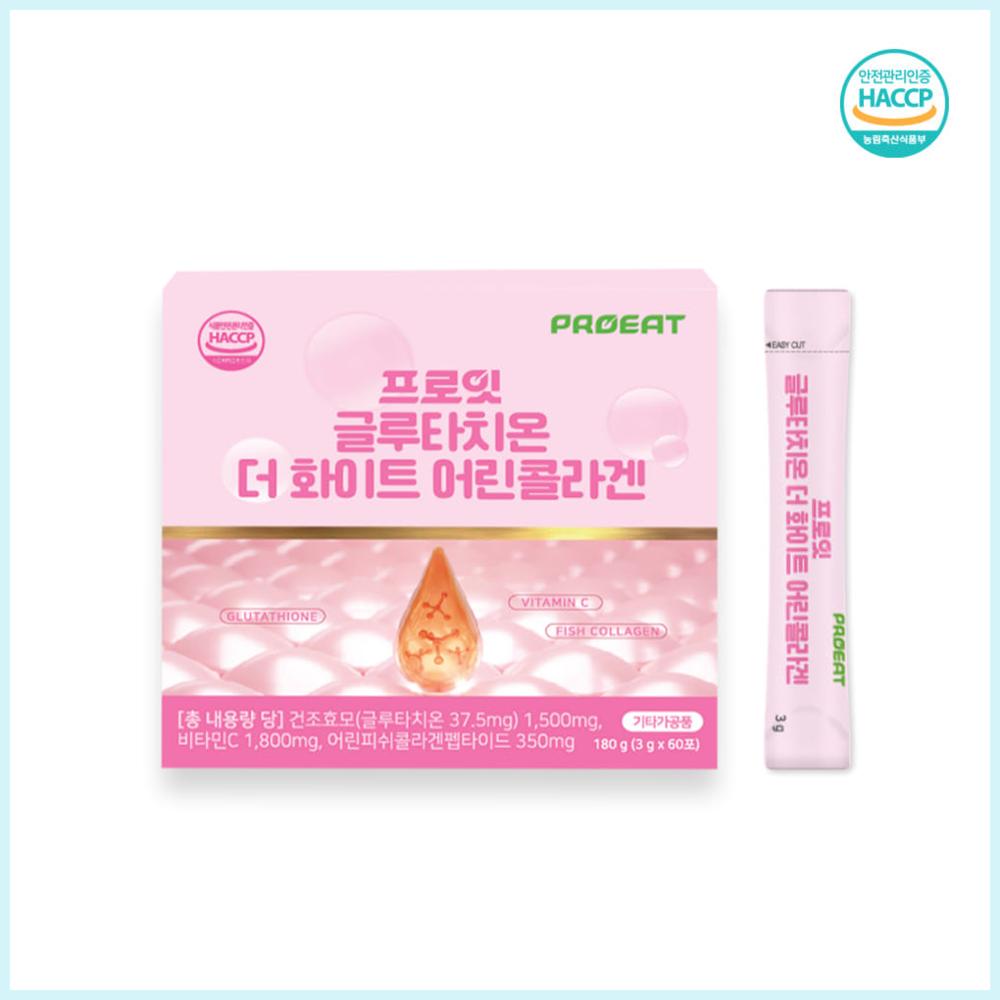 안전관리인증
HACCP
농림축산식품부
HACCP
PROEAT
프로잇
글루타치온
더 화이트 어린콜라겐
GLUTATHIONE
VITAMIN C
FISH COLLAGEN
[총 내용량 당] 건조효모(글루타치온 37.5mg) 1,500mg,
비타민C 1,800mg, 어린피쉬콜라겐펩타이드 350mg
기타가공품
180 g (3 g x 60포)
◀EASY CUT
프로잇
글루타치온 더 화이트 어린콜라겐
PROEAT
3 g